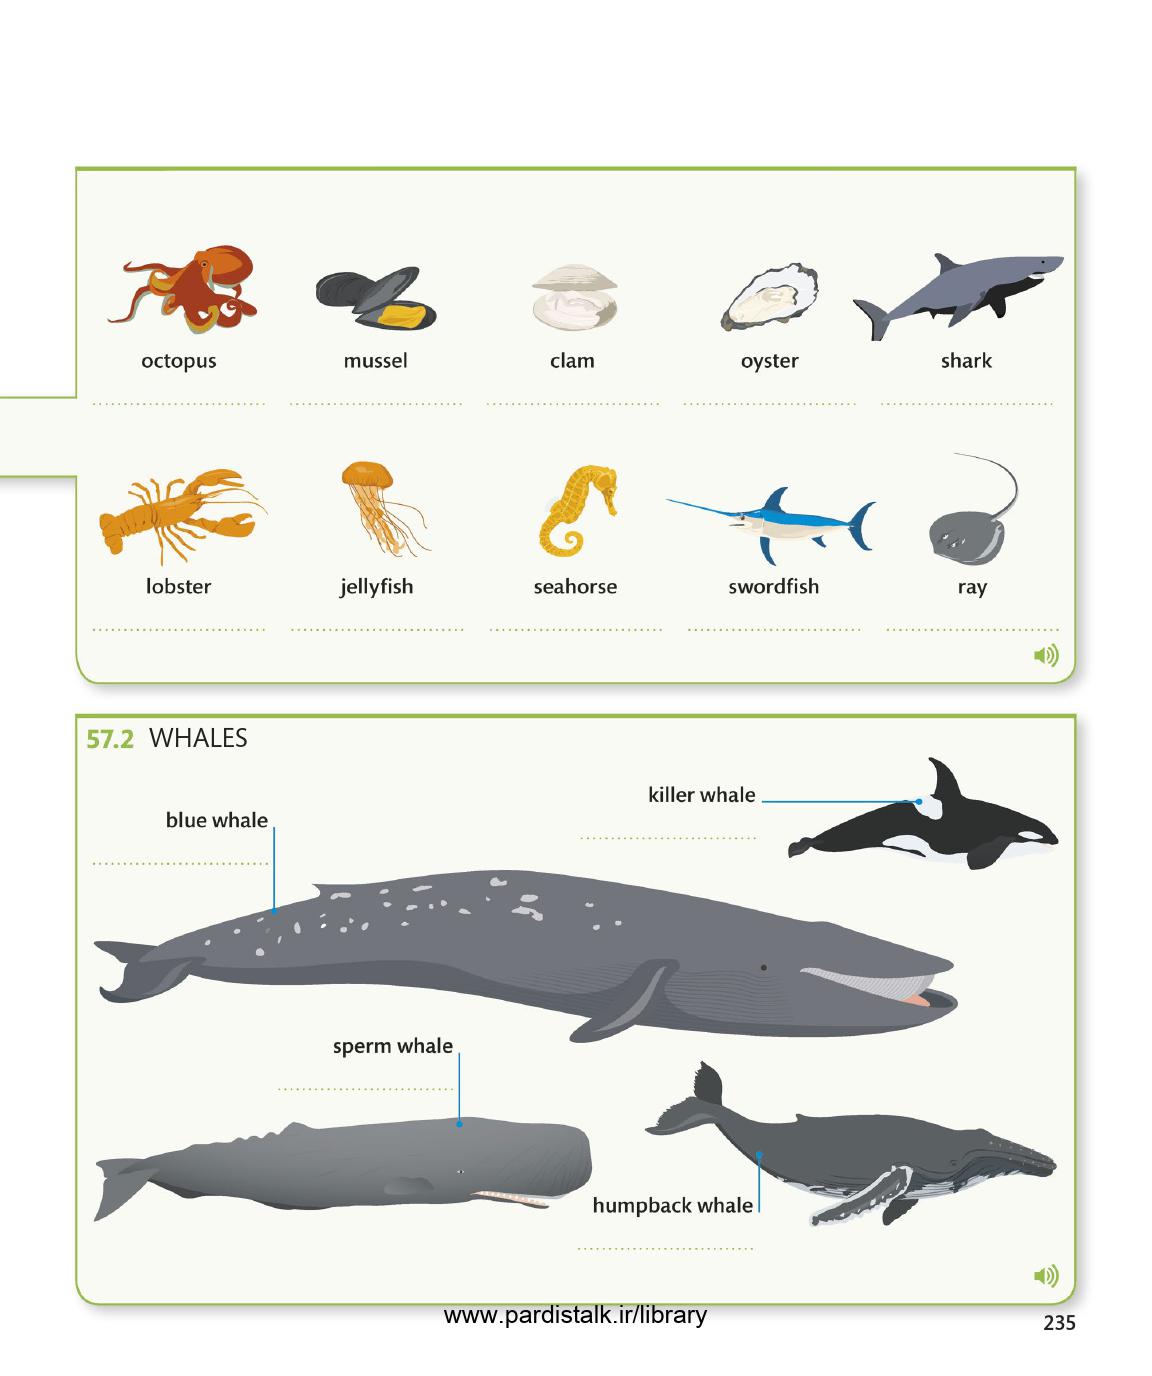 octopus mussel clam oyster shark
lobster jellyfish seahorse swordfish ray
57.2 WHALES
killer whale
blue whale
sperm whale
humpback whale
www.pardistalk.ir/library
235